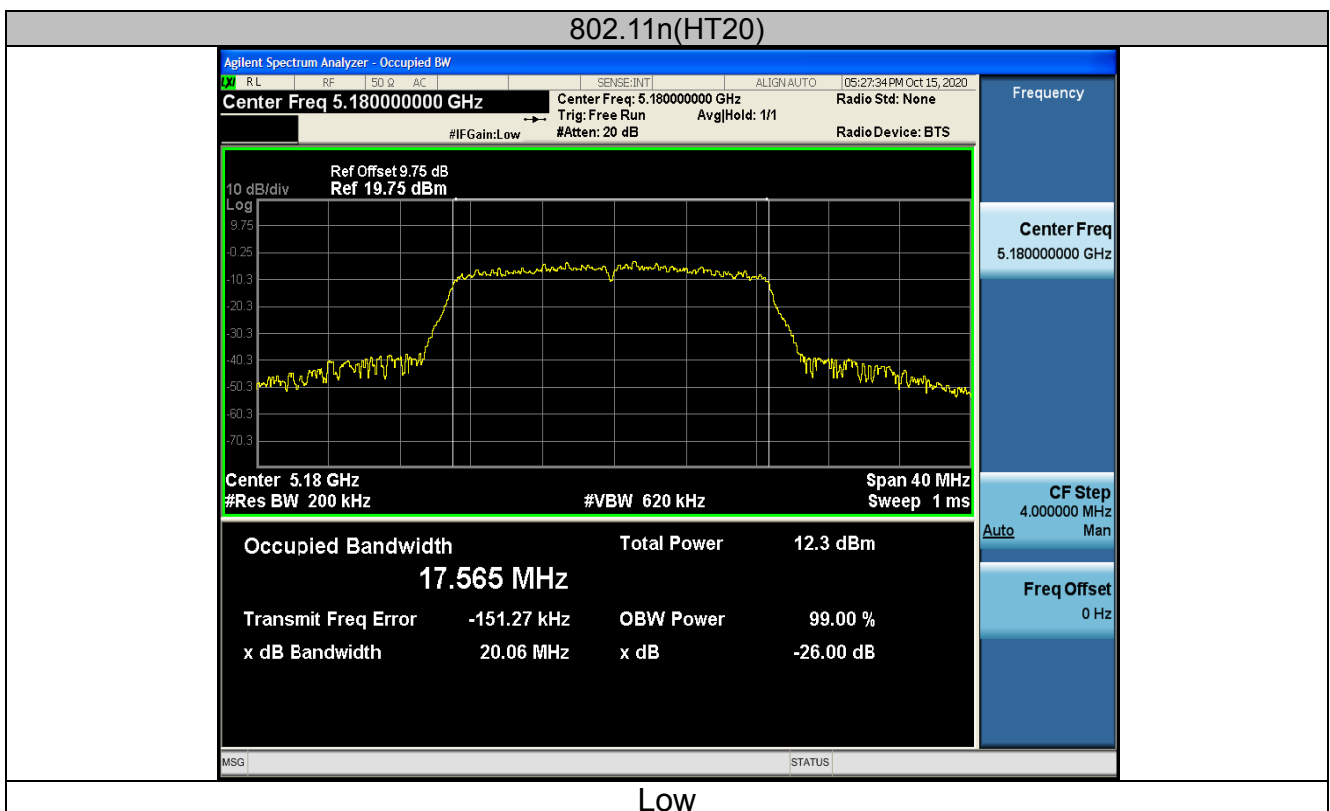 802.11n(HT20)
Agilent Spectrum Analyzer - Occupied BW
LXI RL RF 50 Ω AC SENSE:INT ALIGN AUTO 05:27:34 PM Oct 15, 2020
Center Freq 5.180000000 GHz
Center Freq: 5.180000000 GHz
Radio Std: None
Trig: Free Run Avg|Hold: 1/1
#IFGain:Low #Atten: 20 dB Radio Device: BTS
Ref Offset 9.75 dB
10 dB/div Ref 19.75 dBm
Log
9.75
-0.25
-10.3
-20.3
-30.3
-40.3
-50.3
-60.3
-70.3
Center 5.18 GHz Span 40 MHz
#Res BW 200 kHz #VBW 620 kHz Sweep 1 ms
Occupied Bandwidth Total Power 12.3 dBm
17.565 MHz
Transmit Freq Error -151.27 kHz OBW Power 99.00 %
x dB Bandwidth 20.06 MHz x dB -26.00 dB
MSG STATUS
Frequency
Center Freq
5.180000000 GHz
CF Step
4.000000 MHz
Auto Man
Freq Offset
0 Hz
Low